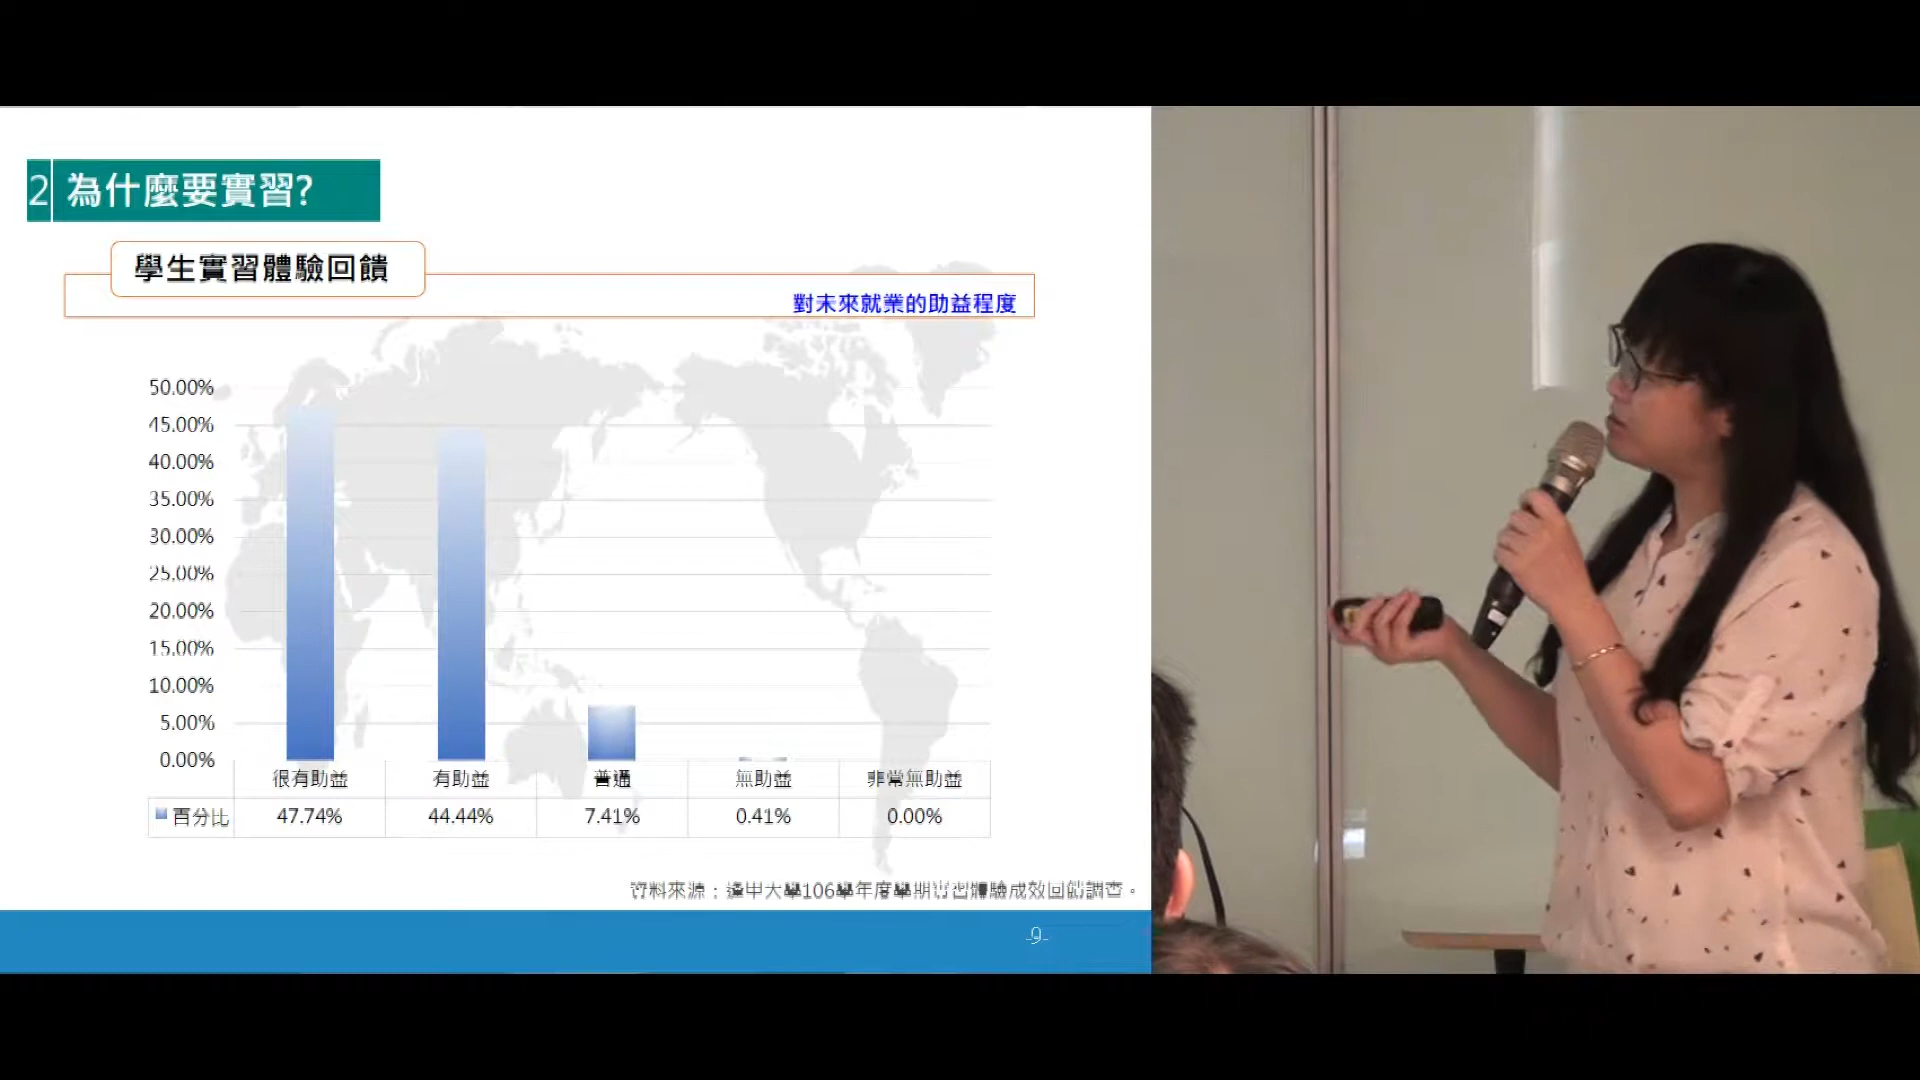 2 為什麼要實習?
學生實習體驗回饋
對未來就業的助益程度
50.00%
45.00%
40.00%
35.00%
30.00%
25.00%
20.00%
15.00%
10.00%
5.00%
0.00%
很有助益 有助益 普通 無助益 非常無助益
百分比 47.74% 44.44% 7.41% 0.41% 0.00%
資料來源：逢甲大學106學年度學期實習體驗成效回饋調查。
-9-